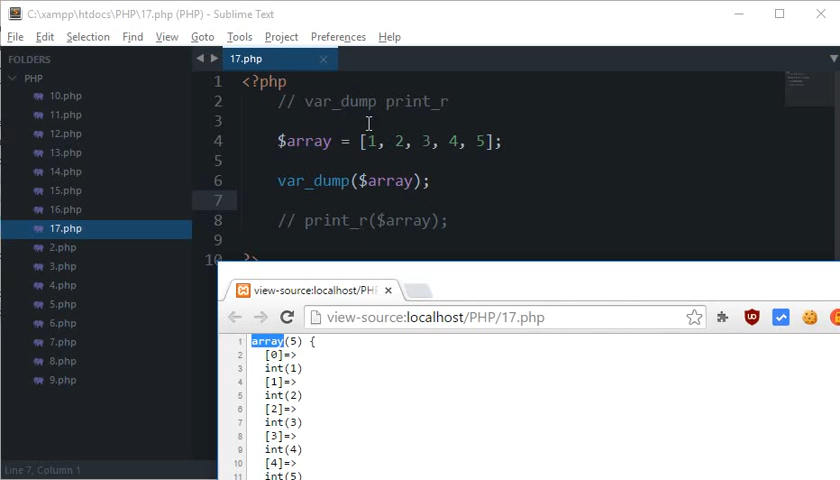 C:\xampp\htdocs\PHP\17.php (PHP) - Sublime Text
File Edit Selection Find View Goto Tools Project Preferences Help
FOLDERS
PHP
10.php
11.php
12.php
13.php
14.php
15.php
16.php
17.php
2.php
3.php
4.php
5.php
6.php
7.php
8.php
9.php
Line 7, Column 1
17.php
1 <?php
2 // var_dump print_r
3
4 $array = [1, 2, 3, 4, 5];
5
6 var_dump($array);
7
8 // print_r($array);
9
10 ?>
view-source:localhost/PH
view-source:localhost/PHP/17.php
1 array(5) {
2 [0]=>
3 int(1)
4 [1]=>
5 int(2)
6 [2]=>
7 int(3)
8 [3]=>
9 int(4)
10 [4]=>
11 int(5)